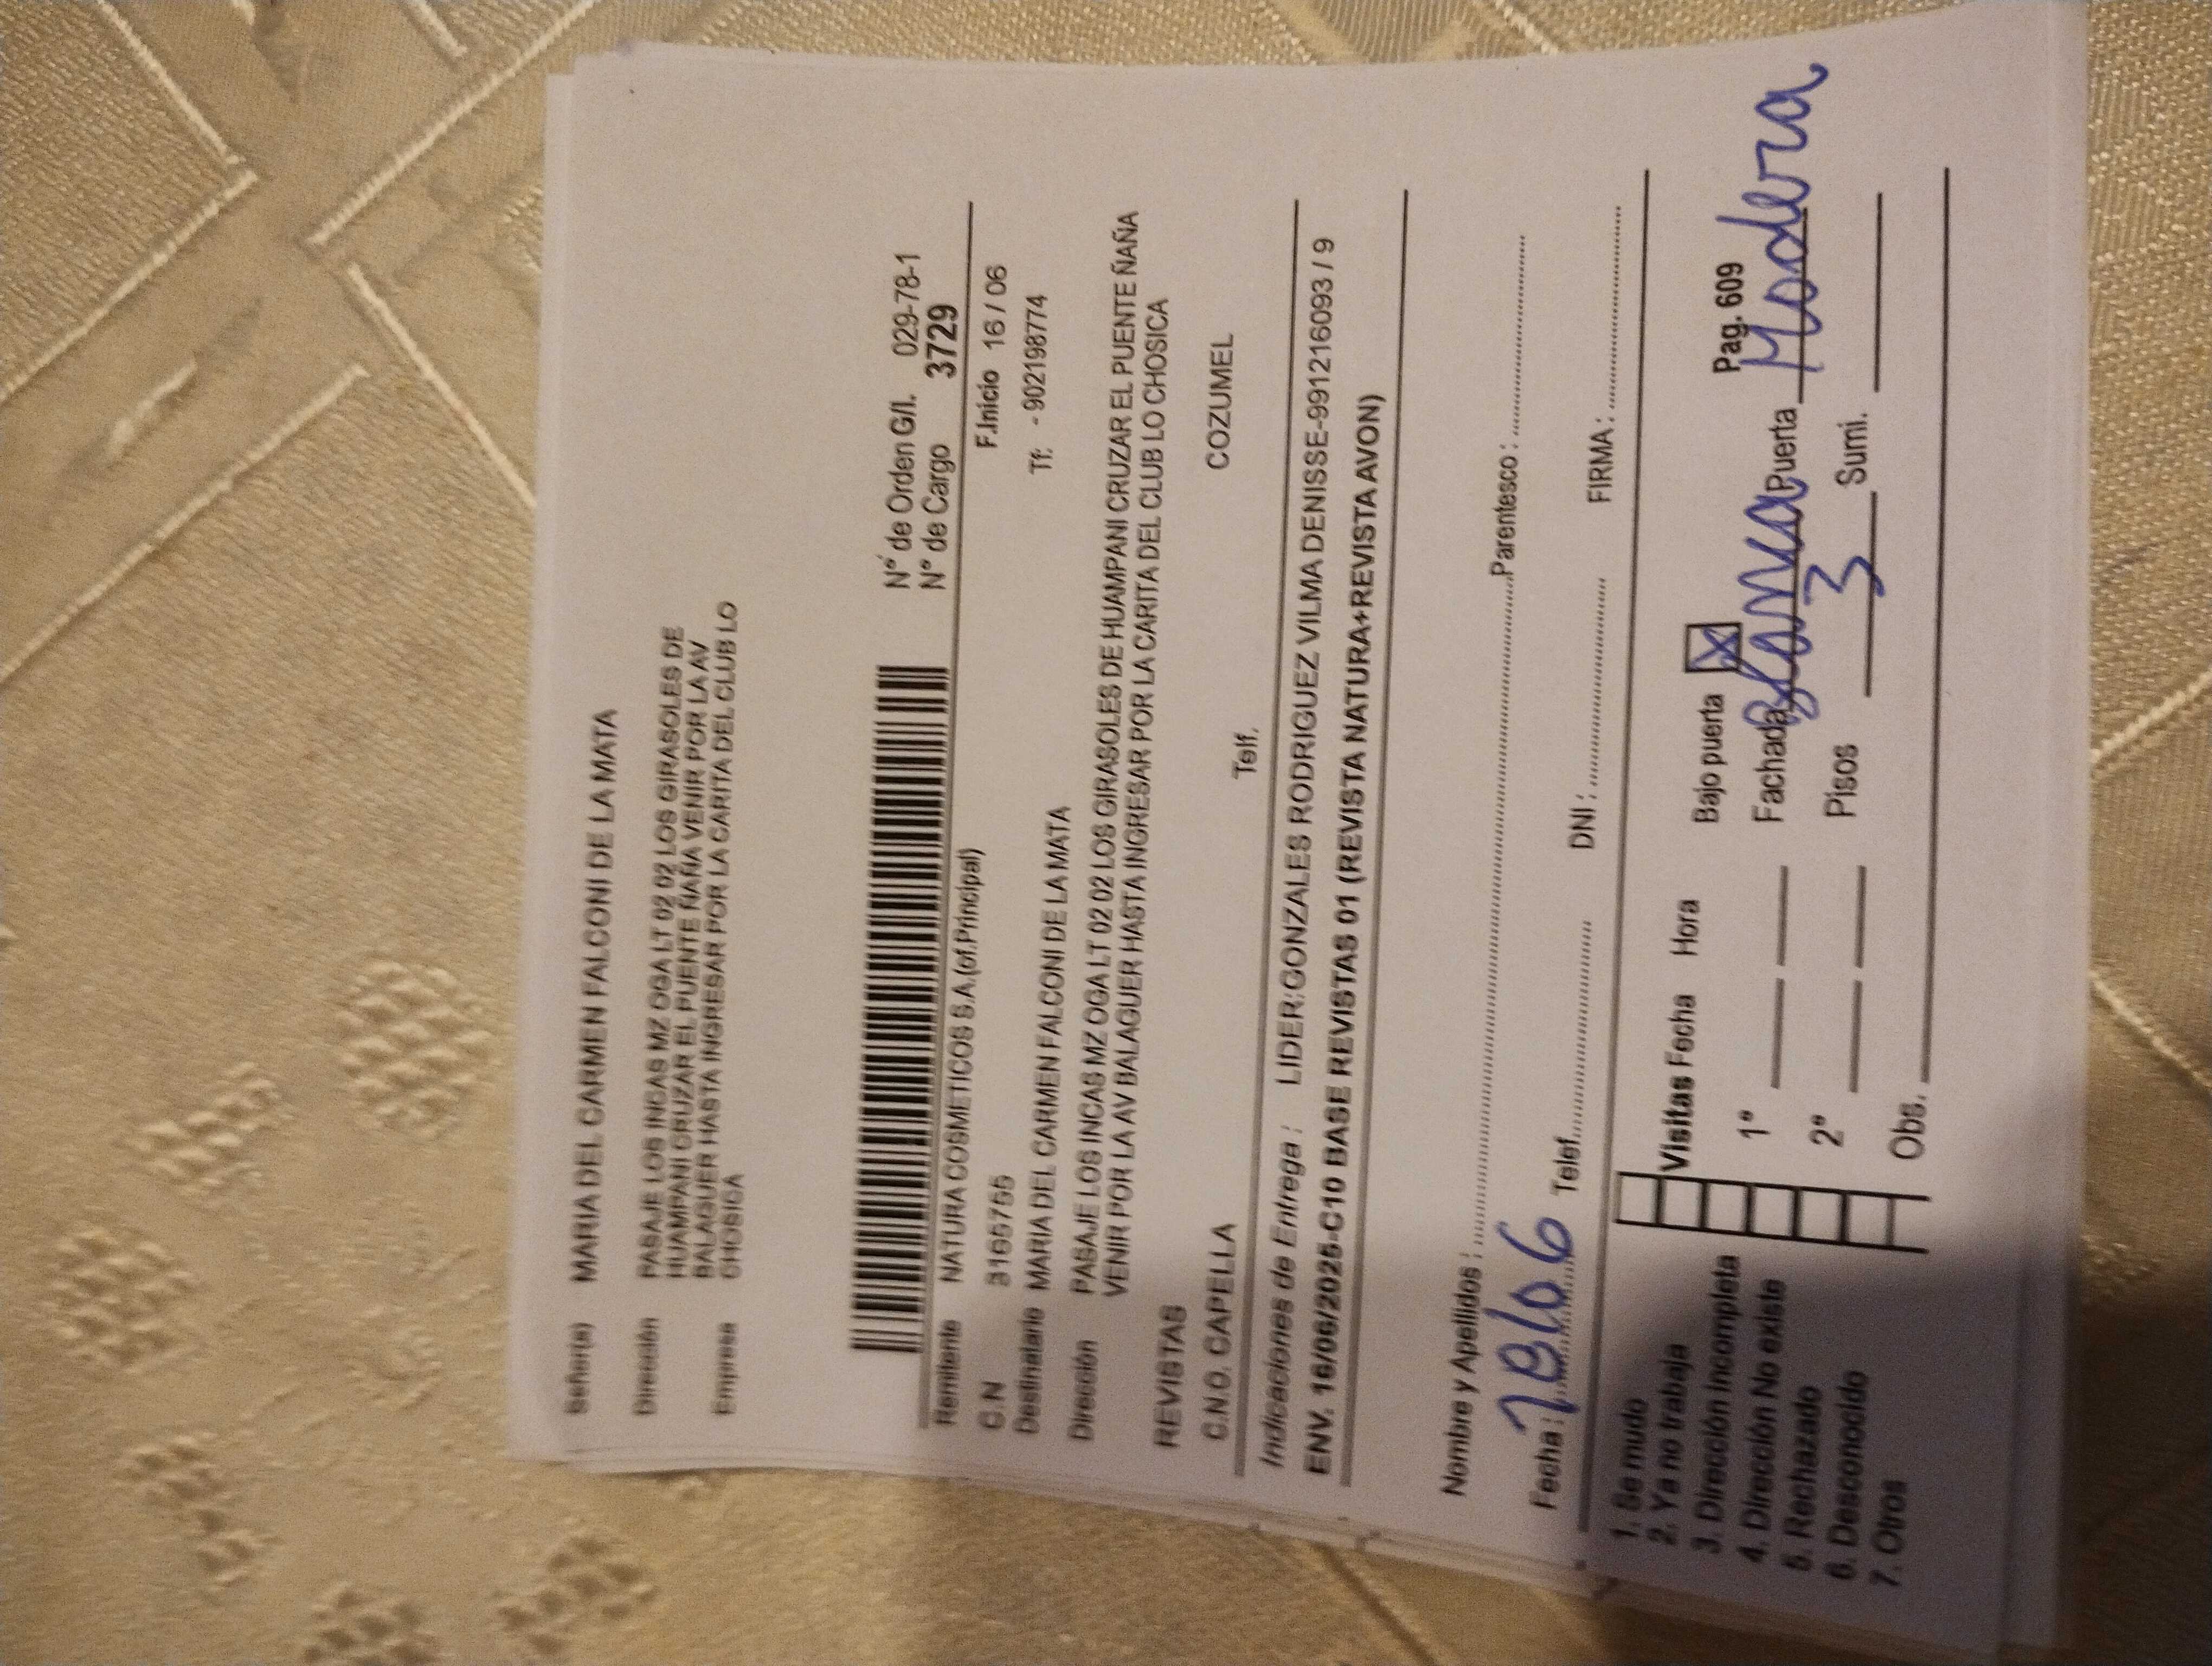 Señor(es) MARIA DEL CARMEN FALCONI DE LA MATA
Dirección PASAJE LOS INCAS MZ OGA LT 02 02 LOS GIRASOLES DE
HUAMPANI CRUZAR EL PUENTE ÑAÑA VENIR POR LA AV
BALAGUER HASTA INGRESAR POR LA CARITA DEL CLUB LO
Empresa CHOSICA
N° de Orden G/I. 029-78-1
N° de Cargo 3729
Remitente NATURA COSMETICOS S.A.(of.Principal) F.Inicio 16 / 06
C.N 3165755
Destinatario MARIA DEL CARMEN FALCONI DE LA MATA Tf: - 902198774
Dirección PASAJE LOS INCAS MZ OGA LT 02 02 LOS GIRASOLES DE HUAMPANI CRUZAR EL PUENTE ÑAÑA
VENIR POR LA AV BALAGUER HASTA INGRESAR POR LA CARITA DEL CLUB LO CHOSICA
REVISTAS
C.N.O. CAPELLA COZUMEL
Telf.
Indicaciones de Entrega : LIDER:GONZALES RODRIGUEZ VILMA DENISSE-991216093 / 9
ENV. 16/06/2025-C10 BASE REVISTAS 01 (REVISTA NATURA+REVISTA AVON)
Nombre y Apellidos : Parentesco :
Fecha : Telef. DNI : FIRMA :
1. Se mudo
2. Ya no trabaja
3. Dirección incompleta
4. Dirección No existe
5. Rechazado
6. Desconocido
7. Otros
Visitas Fecha Hora Bajo puerta X Pag. 609
1° Fachada Blanca Puerta Madera
2° Pisos 3 Sumi.
Obs.